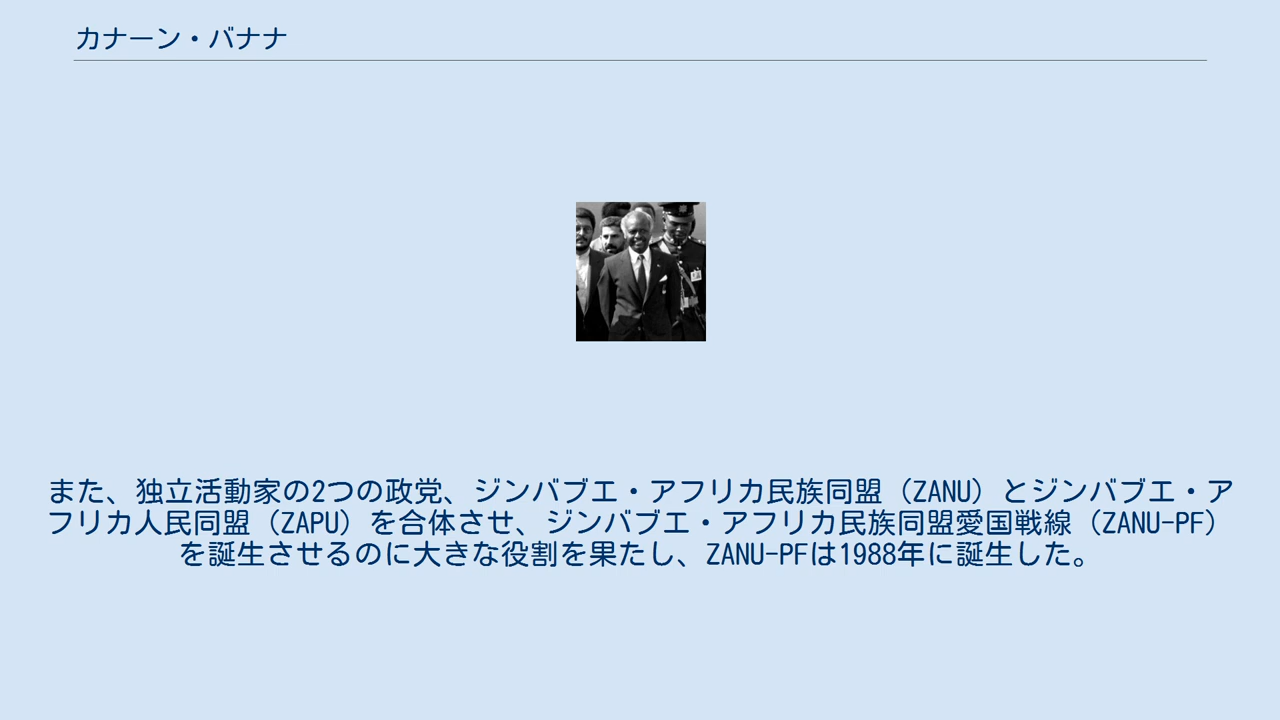 カナーン・バナナ
また、独立活動家の2つの政党、ジンバブエ・アフリカ民族同盟（ZANU）とジンバブエ・ア
フリカ人民同盟（ZAPU）を合体させ、ジンバブエ・アフリカ民族同盟愛国戦線（ZANU-PF）
を誕生させるのに大きな役割を果たし、ZANU-PFは1988年に誕生した。